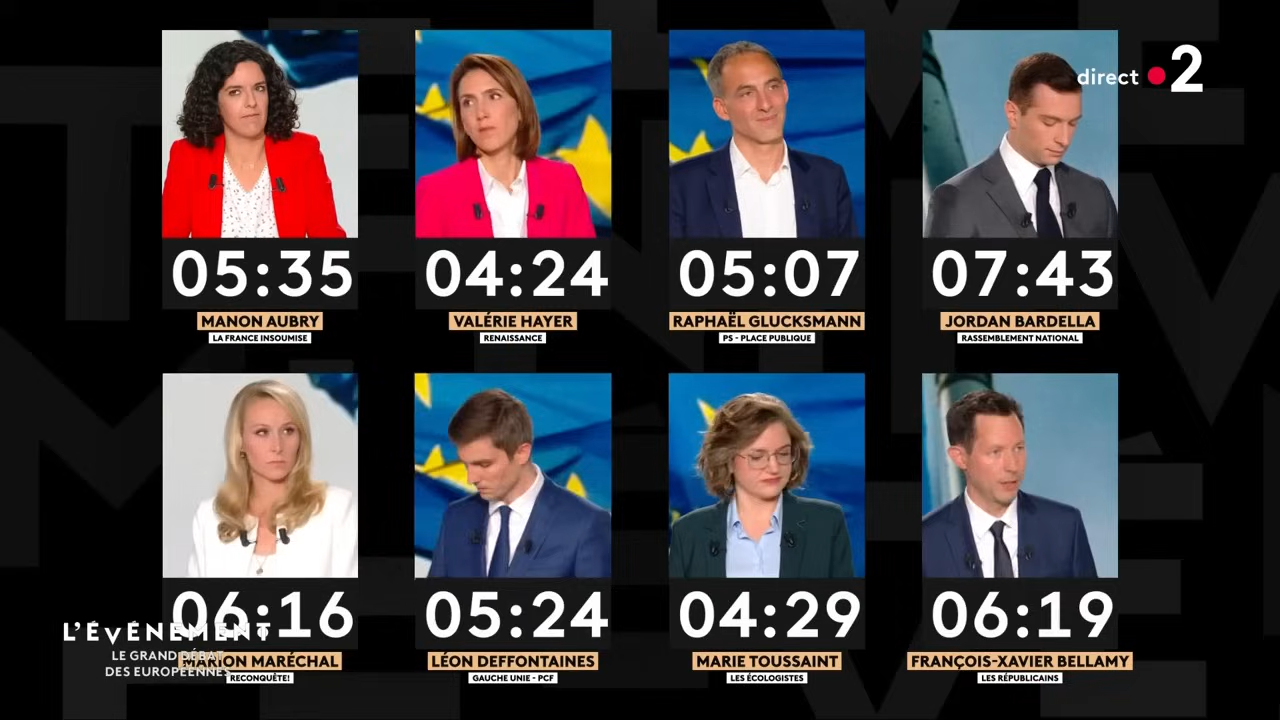 direct 2
05:35
04:24
05:07
07:43
MANON AUBRY
VALÉRIE HAYER
RAPHAËL GLUCKSMANN
JORDAN BARDELLA
LA FRANCE INSOUMISE
RENAISSANCE
PS - PLACE PUBLIQUE
RASSEMBLEMENT NATIONAL
06:16
05:24
04:29
06:19
L'ÉVÉNEMENT
LE GRAND DÉBAT
DES EUROPÉENNES
MARION MARÉCHAL
LÉON DEFFONTAINES
MARIE TOUSSAINT
FRANÇOIS-XAVIER BELLAMY
RECONQUÊTE!
GAUCHE UNIE - PCF
LES ÉCOLOGISTES
LES RÉPUBLICAINS